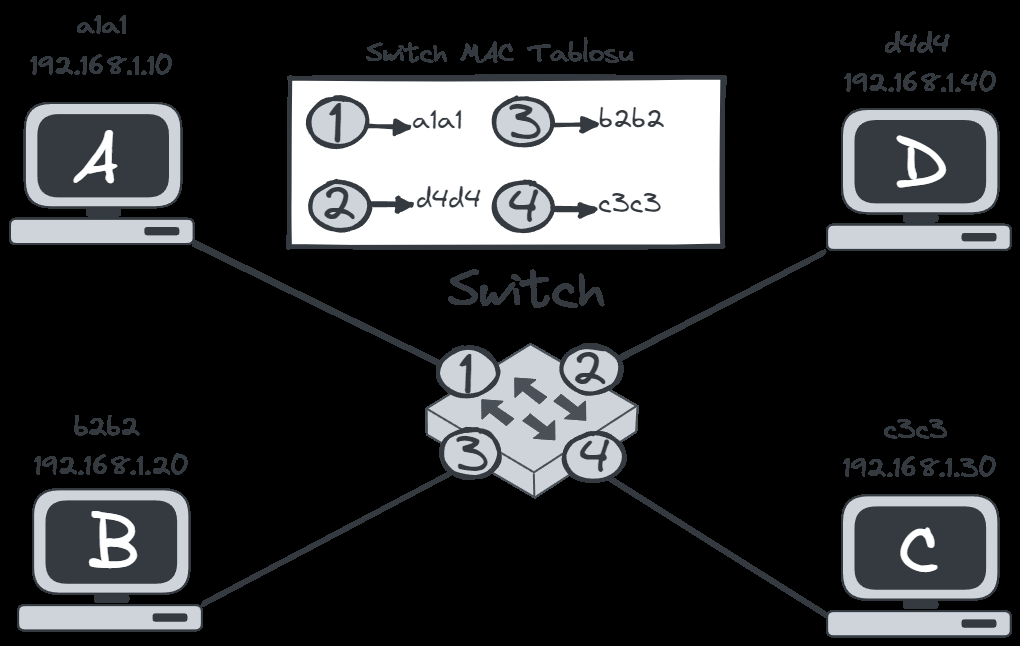 a1a1
192.168.1.10
A
Switch MAC Tablosu
1 a1a1
3 b2b2
2 d4d4
4 c3c3
d4d4
192.168.1.40
D
Switch
1
2
3
4
b2b2
192.168.1.20
B
c3c3
192.168.1.30
C